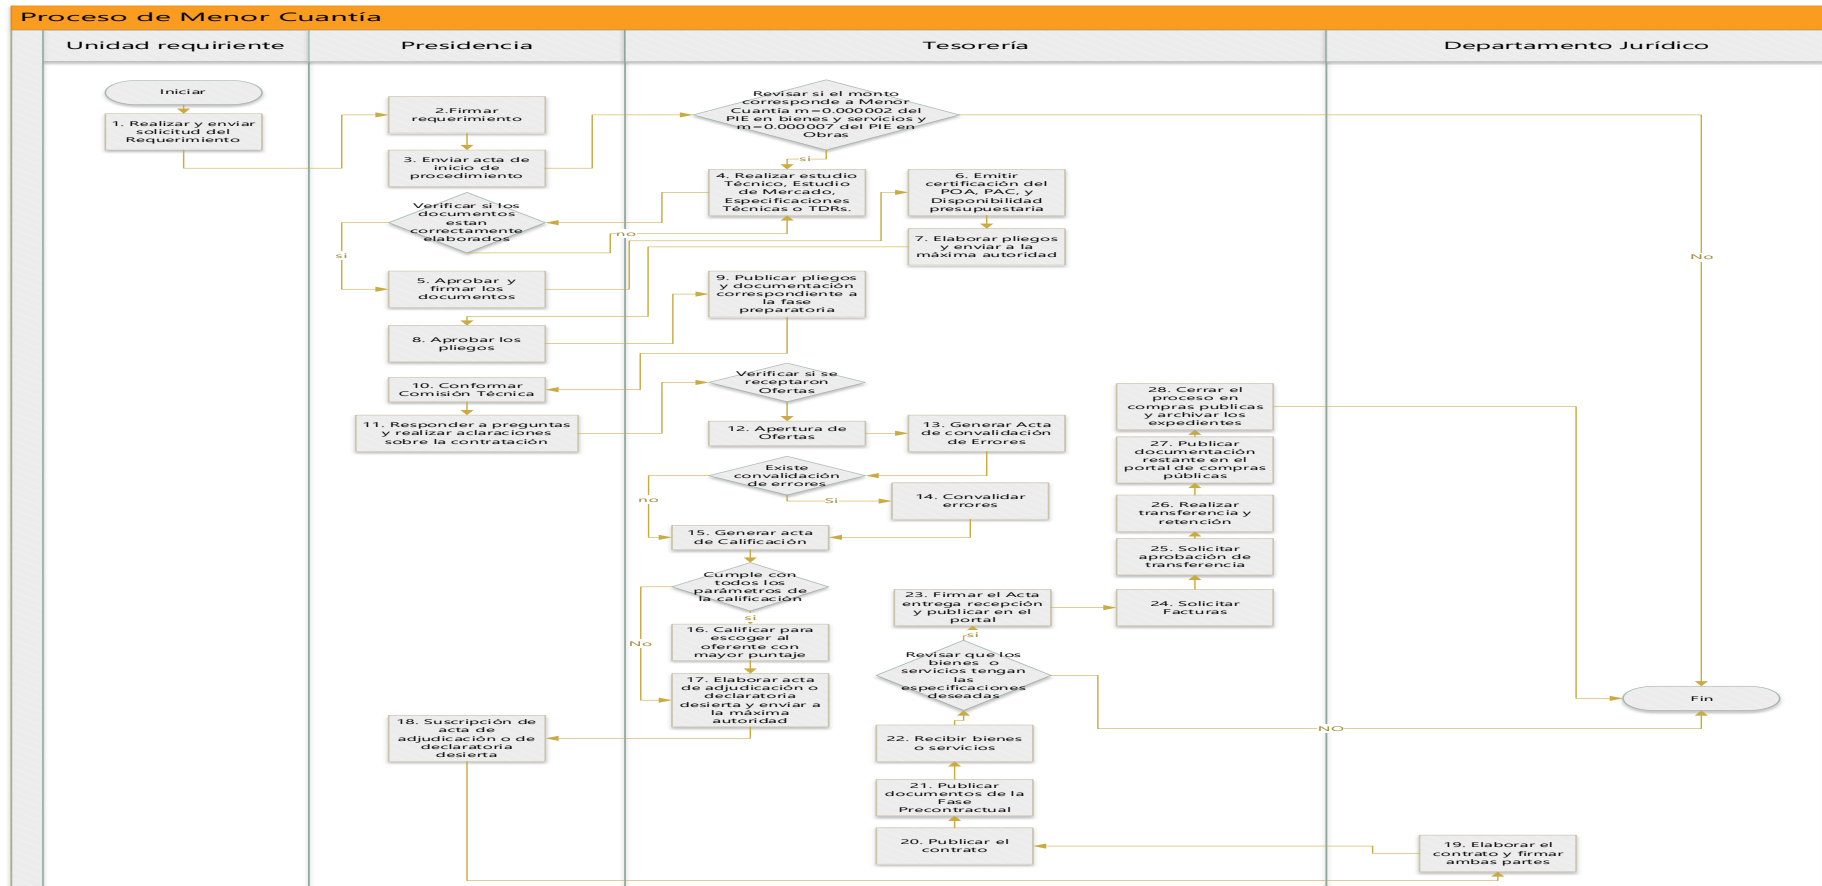 Proceso de Menor Cuantía
Unidad requiriente
Presidencia
Tesorería
Departamento Jurídico
Iniciar
1. Realizar y enviar
solicitud del
Requerimiento
2.Firmar
requerimiento
3. Enviar acta de
inicio de
procedimiento
Revisar si el monto
corresponde a Menor
Cuantía m=0.000002 del
PIE en bienes y servicios y
m=0.000007 del PIE en
Obras
si
No
4. Realizar estudio
Técnico, Estudio
de Mercado,
Especificaciones
Técnicas o TDRs.
Verificar si los
documentos
estan
correctamente
elaborados
no
si
5. Aprobar y
firmar los
documentos
6. Emitir
certificación del
POA, PAC, y
Disponibilidad
presupuestaria
7. Elaborar pliegos
y enviar a la
máxima autoridad
8. Aprobar los
pliegos
9. Publicar pliegos
y documentación
correspondiente a
la fase
preparatoria
10. Conformar
Comisión Técnica
11. Responder a preguntas
y realizar aclaraciones
sobre la contratación
Verificar si se
receptaron
Ofertas
12. Apertura de
Ofertas
13. Generar Acta
de convalidación
de Errores
Existe
convalidación
de errores
no
Si
14. Convalidar
errores
15. Generar acta
de Calificación
Cumple con
todos los
parámetros de
la calificación
si
No
16. Calificar para
escoger al
oferente con
mayor puntaje
17. Elaborar acta
de adjudicación o
declaratoria
desierta y enviar a
la máxima
autoridad
18. Suscripción de
acta de
adjudicación o de
declaratoria
desierta
19. Elaborar el
contrato y firmar
ambas partes
20. Publicar el
contrato
21. Publicar
documentos de la
Fase
Precontractual
22. Recibir bienes
o servicios
Revisar que los
bienes o
servicios tengan
las
especificaciones
deseadas
si
NO
23. Firmar el Acta
entrega recepción
y publicar en el
portal
24. Solicitar
Facturas
25. Solicitar
aprobación de
transferencia
26. Realizar
transferencia y
retención
27. Publicar
documentación
restante en el
portal de compras
públicas
28. Cerrar el
proceso en
compras publicas
y archivar los
expedientes
Fin